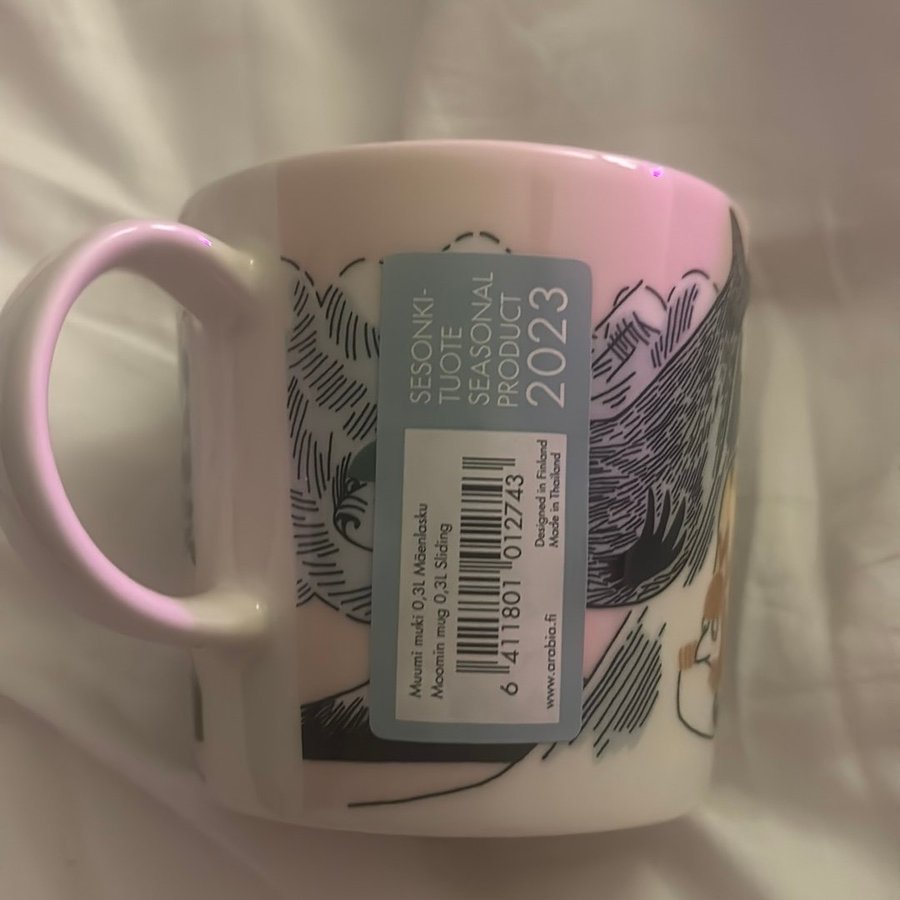 SESONKI-
TUOTE
SEASONAL
PRODUCT
2023
Muumi muki 0,3L Mäenlasku
Moomin mug 0,3L Sliding
6 411801 012743
www.arabia.fi
Designed in Finland
Made in Thailand